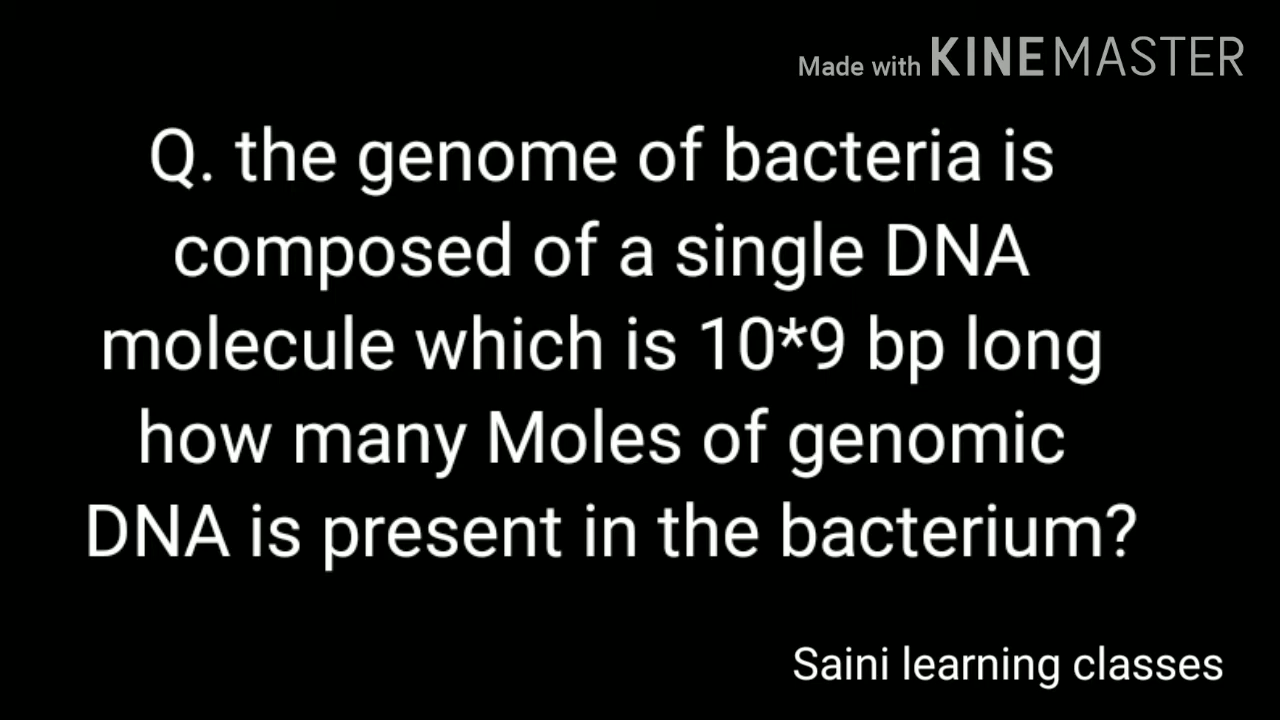 Made with KINEMASTER
Q. the genome of bacteria is
composed of a single DNA
molecule which is 10*9 bp long
how many Moles of genomic
DNA is present in the bacterium?
Saini learning classes